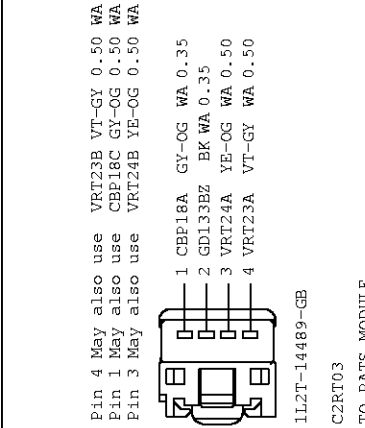 Pin 4 May also use VRT23B VT-GY 0.50 WA
Pin 1 May also use CBP18C GY-OG 0.50 WA
Pin 3 May also use VRT24B YE-OG 0.50 WA
1 CBP18A GY-OG WA 0.35
2 GD133BZ BK WA 0.35
3 VRT24A YE-OG WA 0.50
4 VRT23A VT-GY WA 0.50
1L2T-14489-GB
C2RT03
TO PATS MODULE